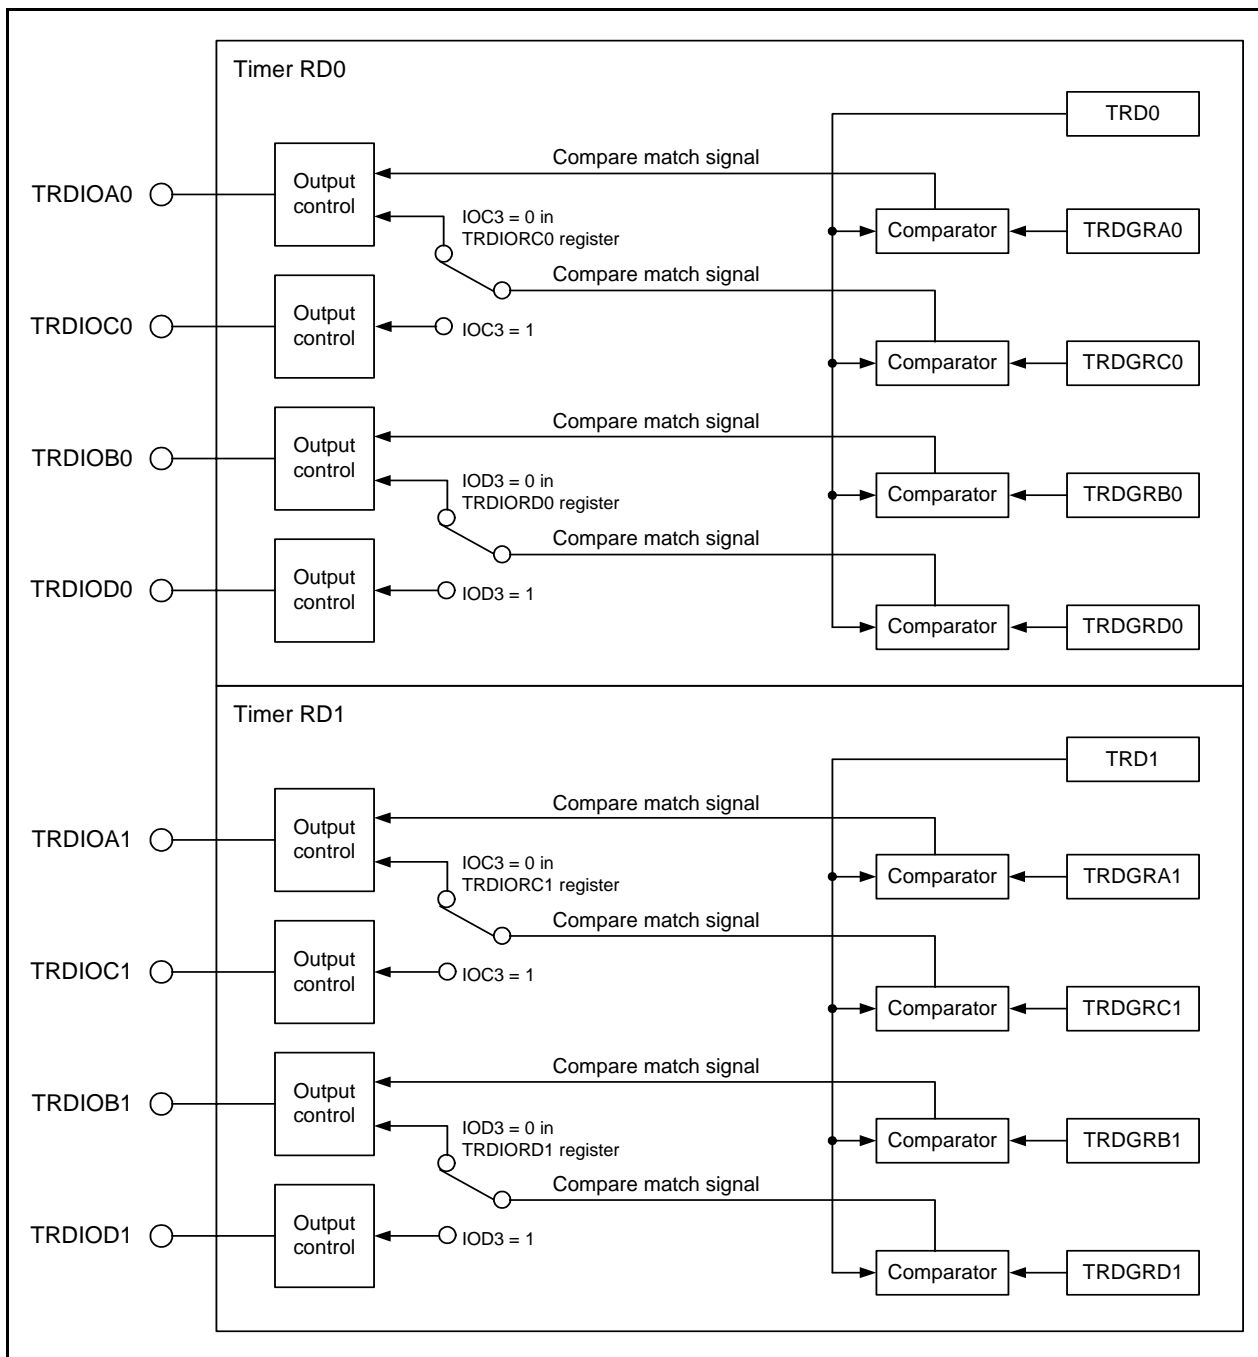 Timer RD0
TRD0
Compare match signal
TRDIOA0
Output
control
IOC3 = 0 in
TRDIORC0 register
Comparator
TRDGRA0
Compare match signal
TRDIOC0
Output
control
IOC3 = 1
Comparator
TRDGRC0
Compare match signal
TRDIOB0
Output
control
IOD3 = 0 in
TRDIORD0 register
Comparator
TRDGRB0
Compare match signal
TRDIOD0
Output
control
IOD3 = 1
Comparator
TRDGRD0
Timer RD1
TRD1
Compare match signal
TRDIOA1
Output
control
IOC3 = 0 in
TRDIORC1 register
Comparator
TRDGRA1
Compare match signal
TRDIOC1
Output
control
IOC3 = 1
Comparator
TRDGRC1
Compare match signal
TRDIOB1
Output
control
IOD3 = 0 in
TRDIORD1 register
Comparator
TRDGRB1
Compare match signal
TRDIOD1
Output
control
IOD3 = 1
Comparator
TRDGRD1